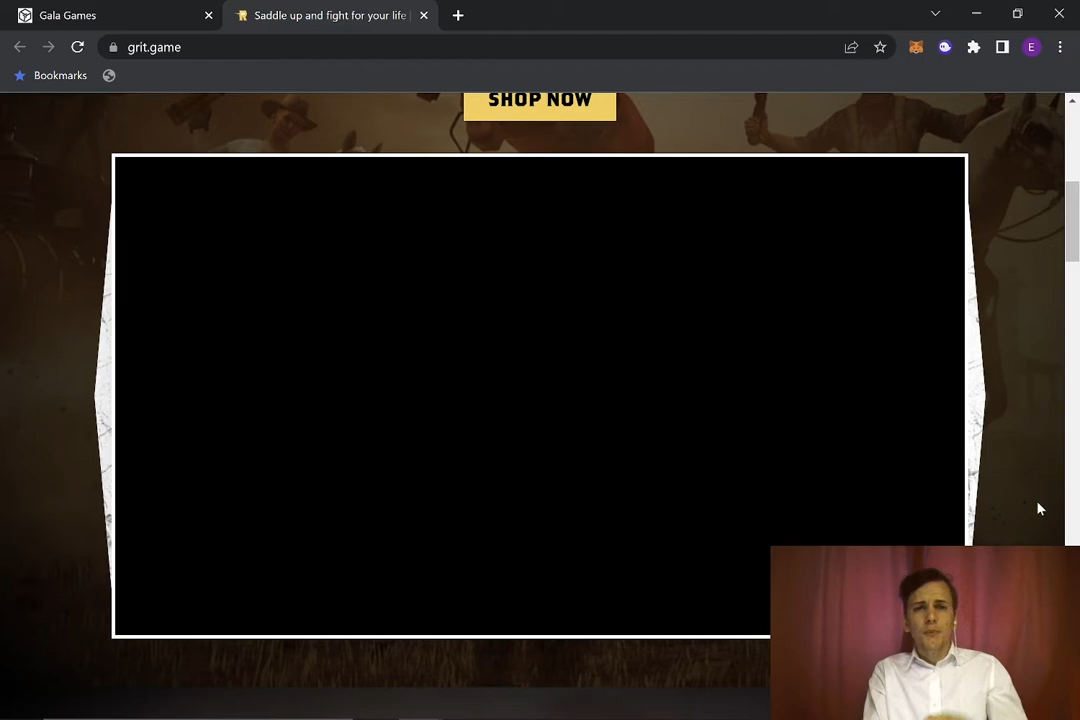 Gala Games
Saddle up and fight for your life |
grit.game
E
Bookmarks
SHOP NOW